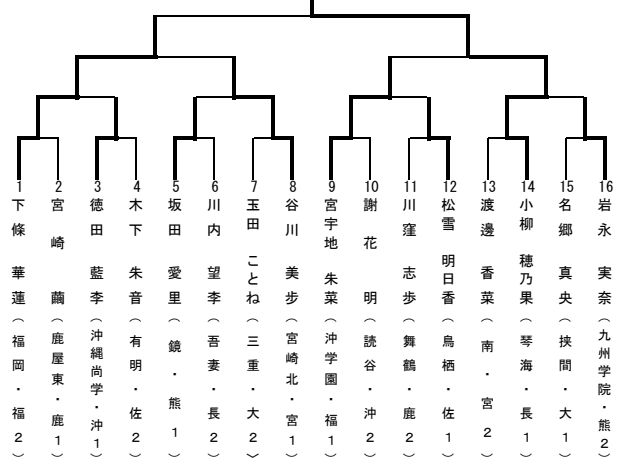 1 下條 華蓮（福岡・福2）
2 宮崎 繭（鹿屋東・鹿1）
3 徳田 藍李（沖縄尚学・沖1）
4 木下 朱音（有明・佐2）
5 坂田 愛里（鏡・熊1）
6 川内 望李（吾妻・長2）
7 玉田 ことね（三重・大2）
8 谷川 美步（宮崎北・宮1）
9 宮宇地 朱菜（沖学園・福1）
10 謝花 明（読谷・沖2）
11 川窪 志歩（舞鶴・鹿2）
12 松雪 明日香（鳥栖・佐1）
13 渡邊 香菜（南・宮2）
14 小柳 穂乃果（琴海・長1）
15 名郷 真央（挾間・大1）
16 岩永 実奈（九州学院・熊2）